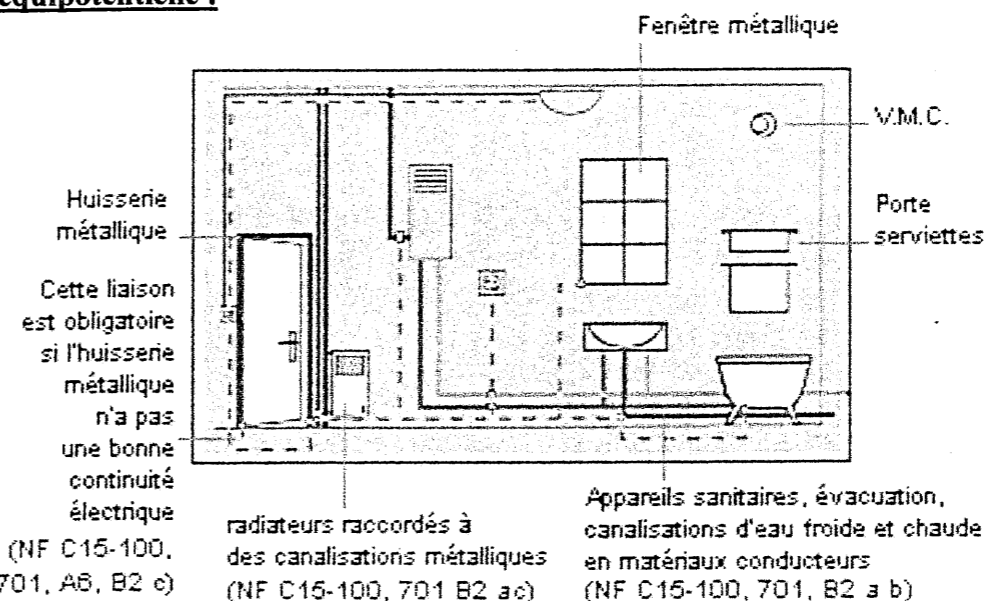 équipotentielle :
Fenêtre métallique
V.M.C.
Huisserie
métallique
Porte
serviettes
Cette liaison
est obligatoire
si l'huisserie
métallique
n'a pas
une bonne
continuité
électrique
(NF C15-100,
701, A6, B2 c)
radiateurs raccordés à
des canalisations métalliques
(NF C15-100, 701 B2 ac)
Appareils sanitaires, évacuation,
canalisations d'eau froide et chaude
en matériaux conducteurs
(NF C15-100, 701, B2 a b)